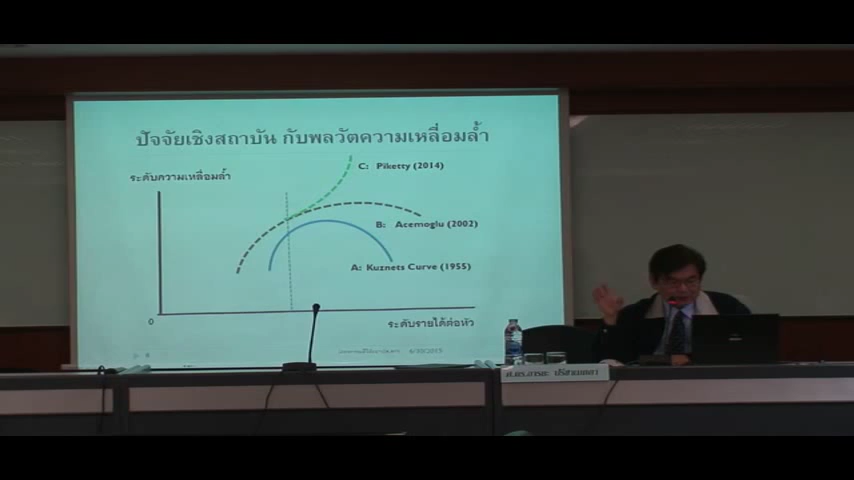 ปัจจัยเชิงสถาบัน กับพลวัตความเหลื่อมล้ำ
C: Piketty (2014)
ระดับความเหลื่อมล้ำ
B: Acemoglu (2002)
A: Kuznets Curve (1955)
0
ระดับรายได้ต่อหัว
4/30/2015